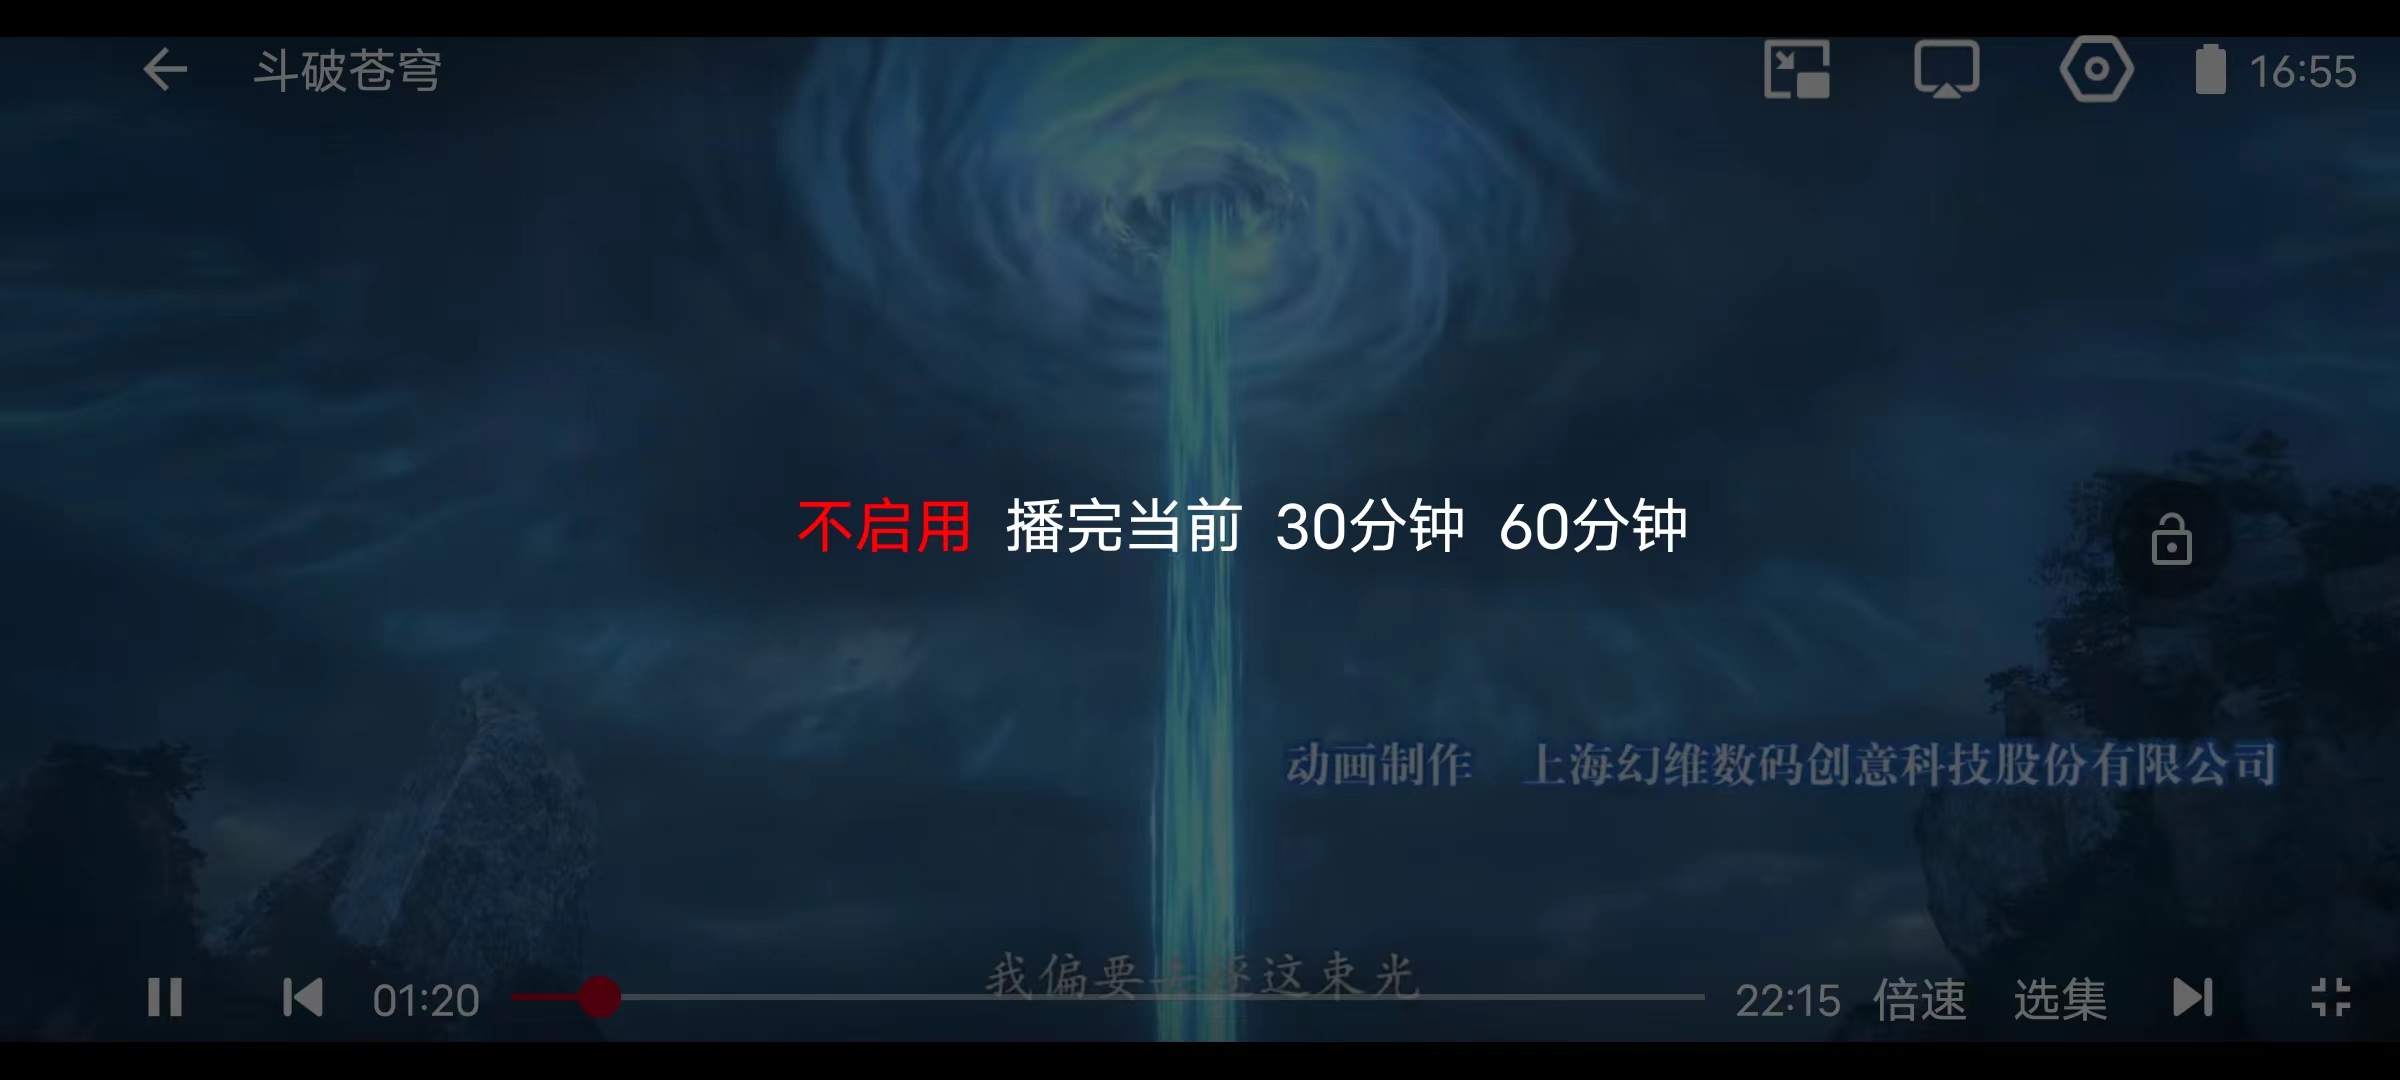 斗破苍穹 16:55
不启用 播完当前 30分钟 60分钟
动画制作 上海幻维数码创意科技股份有限公司
我偏要去逐这束光
01:20 22:15 倍速 选集